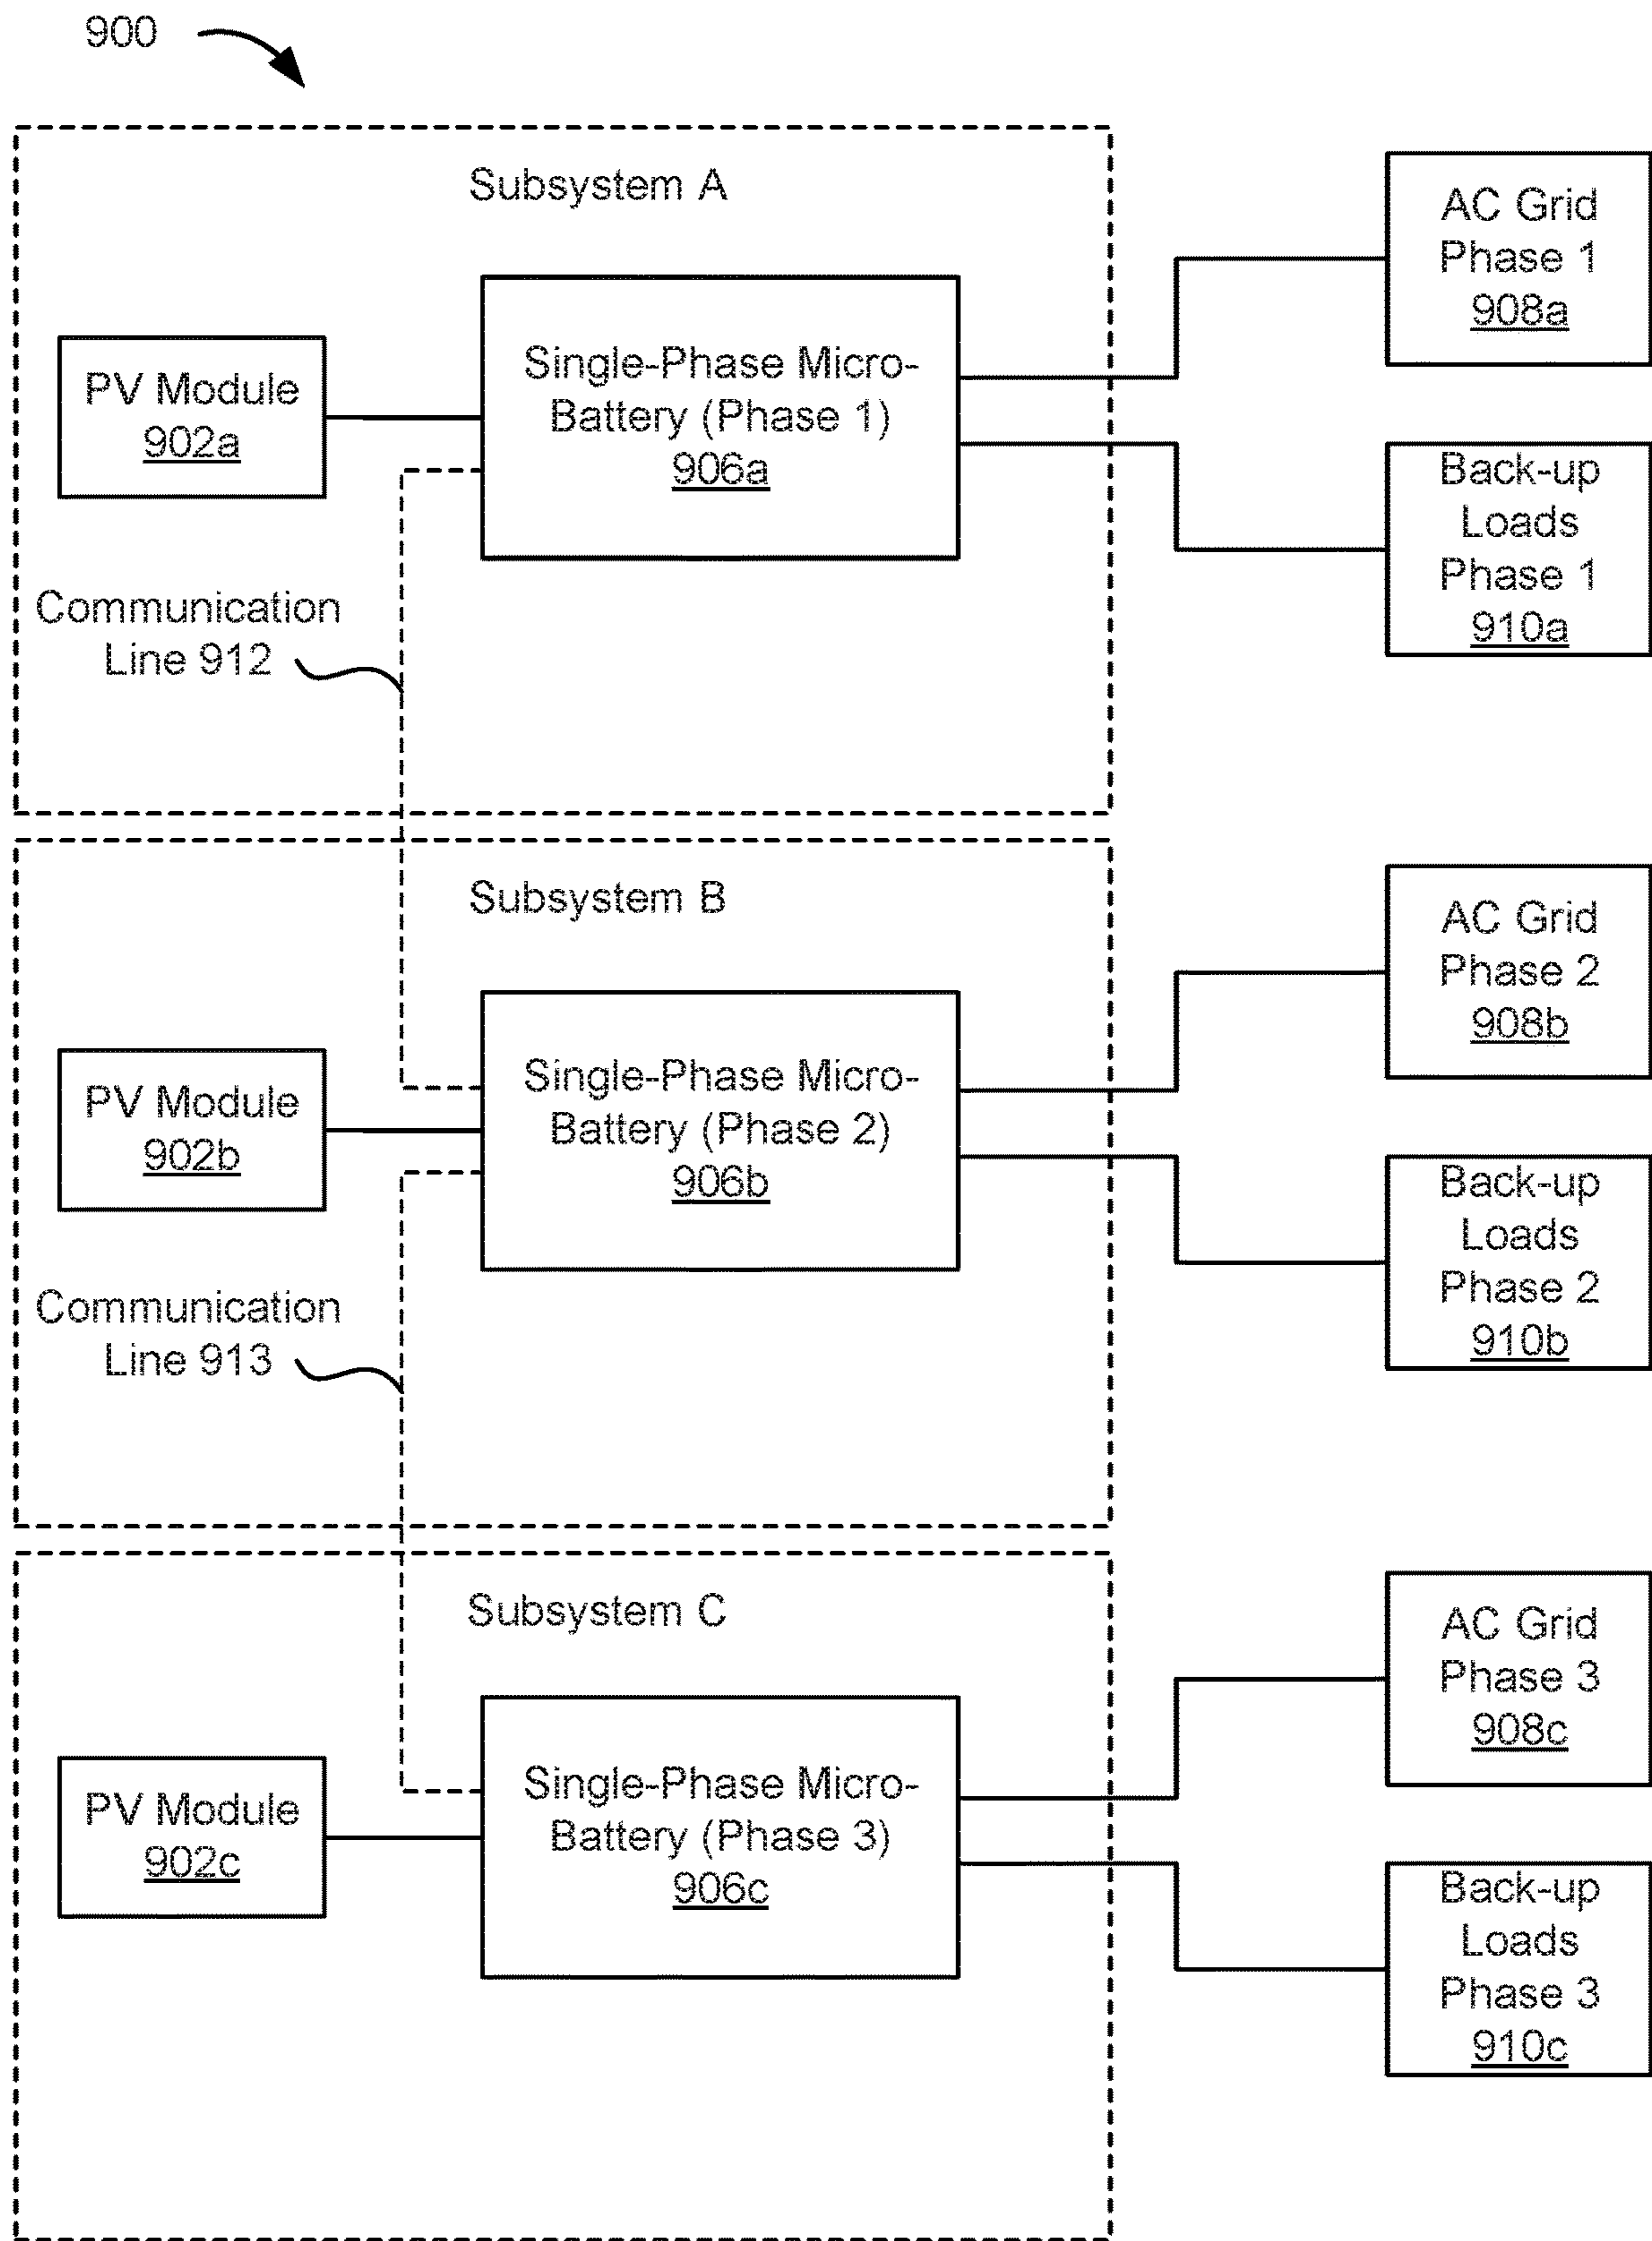 900
Subsystem A
AC Grid
Phase 1
908a
PV Module
902a
Single-Phase Micro-
Battery (Phase 1)
906a
Back-up
Loads
Phase 1
910a
Communication
Line 912
Subsystem B
AC Grid
Phase 2
908b
PV Module
902b
Single-Phase Micro-
Battery (Phase 2)
906b
Back-up
Loads
Phase 2
910b
Communication
Line 913
Subsystem C
AC Grid
Phase 3
908c
PV Module
902c
Single-Phase Micro-
Battery (Phase 3)
906c
Back-up
Loads
Phase 3
910c